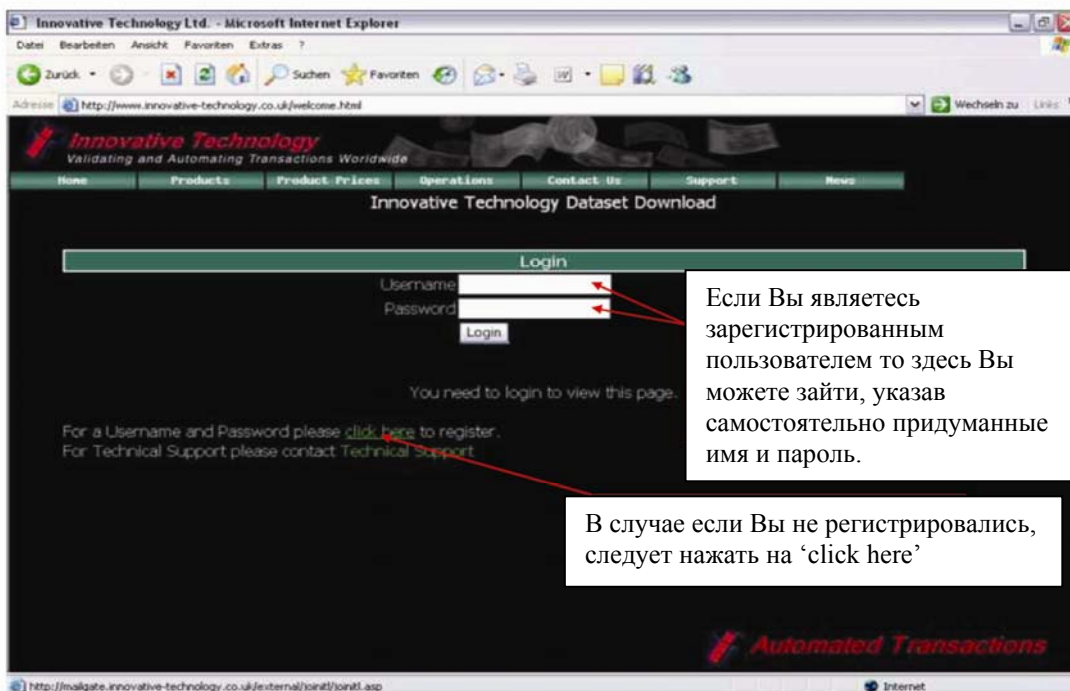 Innovative Technology Ltd. - Microsoft Internet Explorer
Datei Bearbeiten Ansicht Favoriten Extras ?
Zurück Suchen Favoriten
Adresse http://www.innovative-technology.co.uk/welcome.html Wechseln zu Links
Innovative Technology
Validating and Automating Transactions Worldwide
Home Products Product Prices Operations Contact Us Support News
Innovative Technology Dataset Download
Login
Username
Password
Login
Если Вы являетесь
зарегистрированным
пользователем то здесь Вы
можете зайти, указав
самостоятельно придуманные
имя и пароль.
You need to login to view this page.
For a Username and Password please click here to register.
For Technical Support please contact Technical Support
В случае если Вы не регистрировались,
следует нажать на ‘click here’
Automated Transactions
http://mailgate.innovative-technology.co.uk/external/joinitl/joinitl.asp Internet